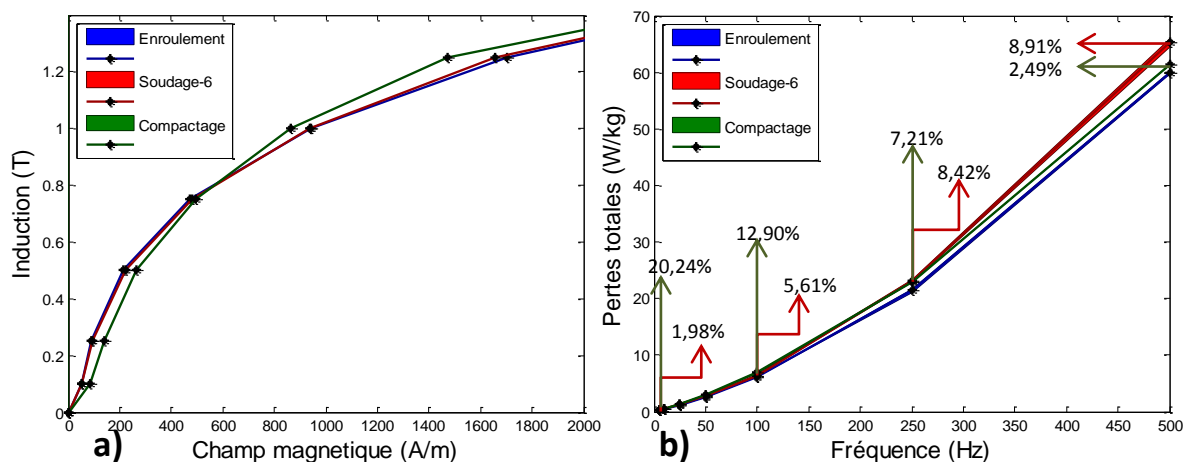 Enroulement
Soudage-6
Compactage
1.2
1
0.8
0.6
0.4
0.2
0
Induction (T)
0 200 400 600 800 1000 1200 1400 1600 1800 2000
a) Champ magnetique (A/m)
Enroulement
Soudage-6
Compactage
8,91%
2,49%
7,21%
8,42%
12,90%
5,61%
20,24%
1,98%
70
60
50
40
30
20
10
0
Pertes totales (W/kg)
0 50 100 150 200 250 300 350 400 450 500
b) Fréquence (Hz)